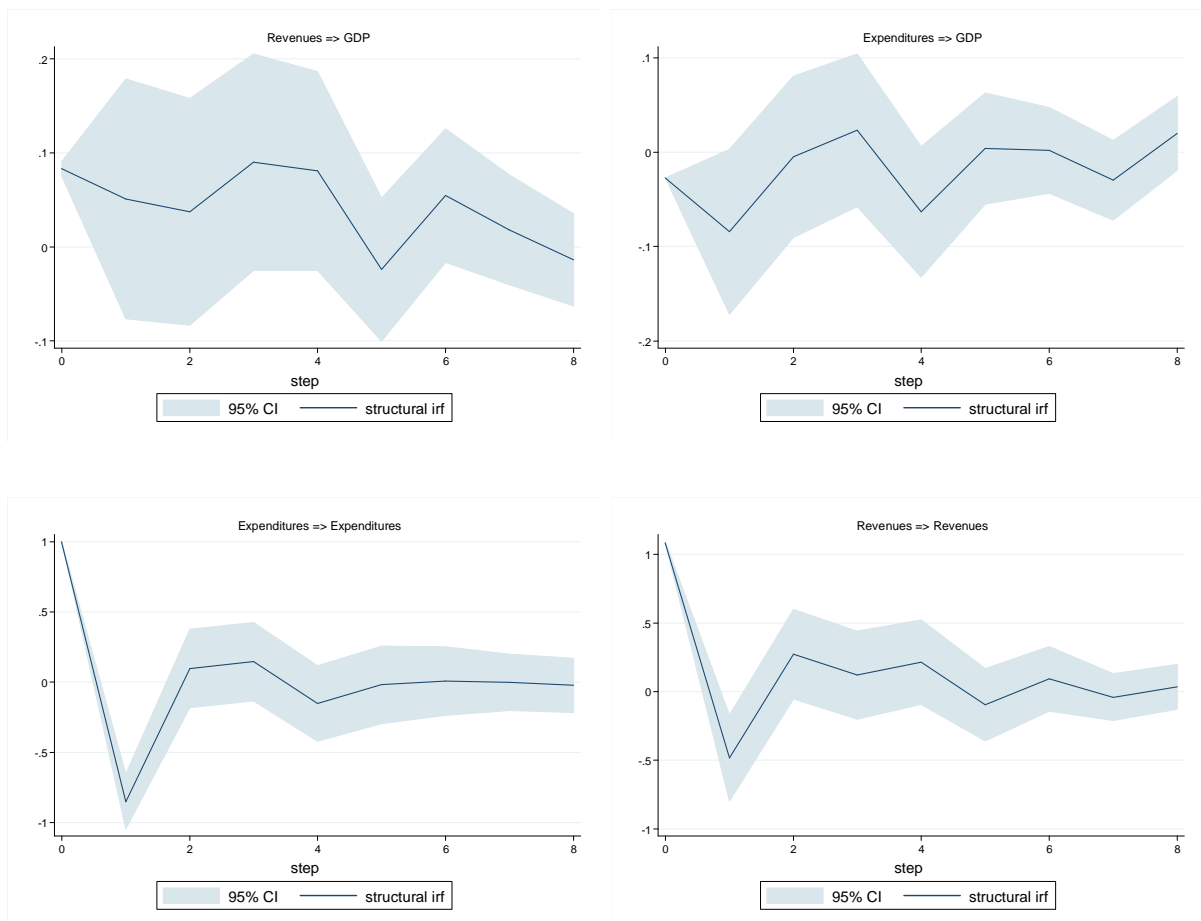 Revenues => GDP
.2
.1
0
-.1
0 2 4 6 8
step
95% CI structural irf
Expenditures => GDP
.1
0
-.1
-.2
0 2 4 6 8
step
95% CI structural irf
Expenditures => Expenditures
1
.5
0
-.5
-1
0 2 4 6 8
step
95% CI structural irf
Revenues => Revenues
1
.5
0
-.5
-1
0 2 4 6 8
step
95% CI structural irf